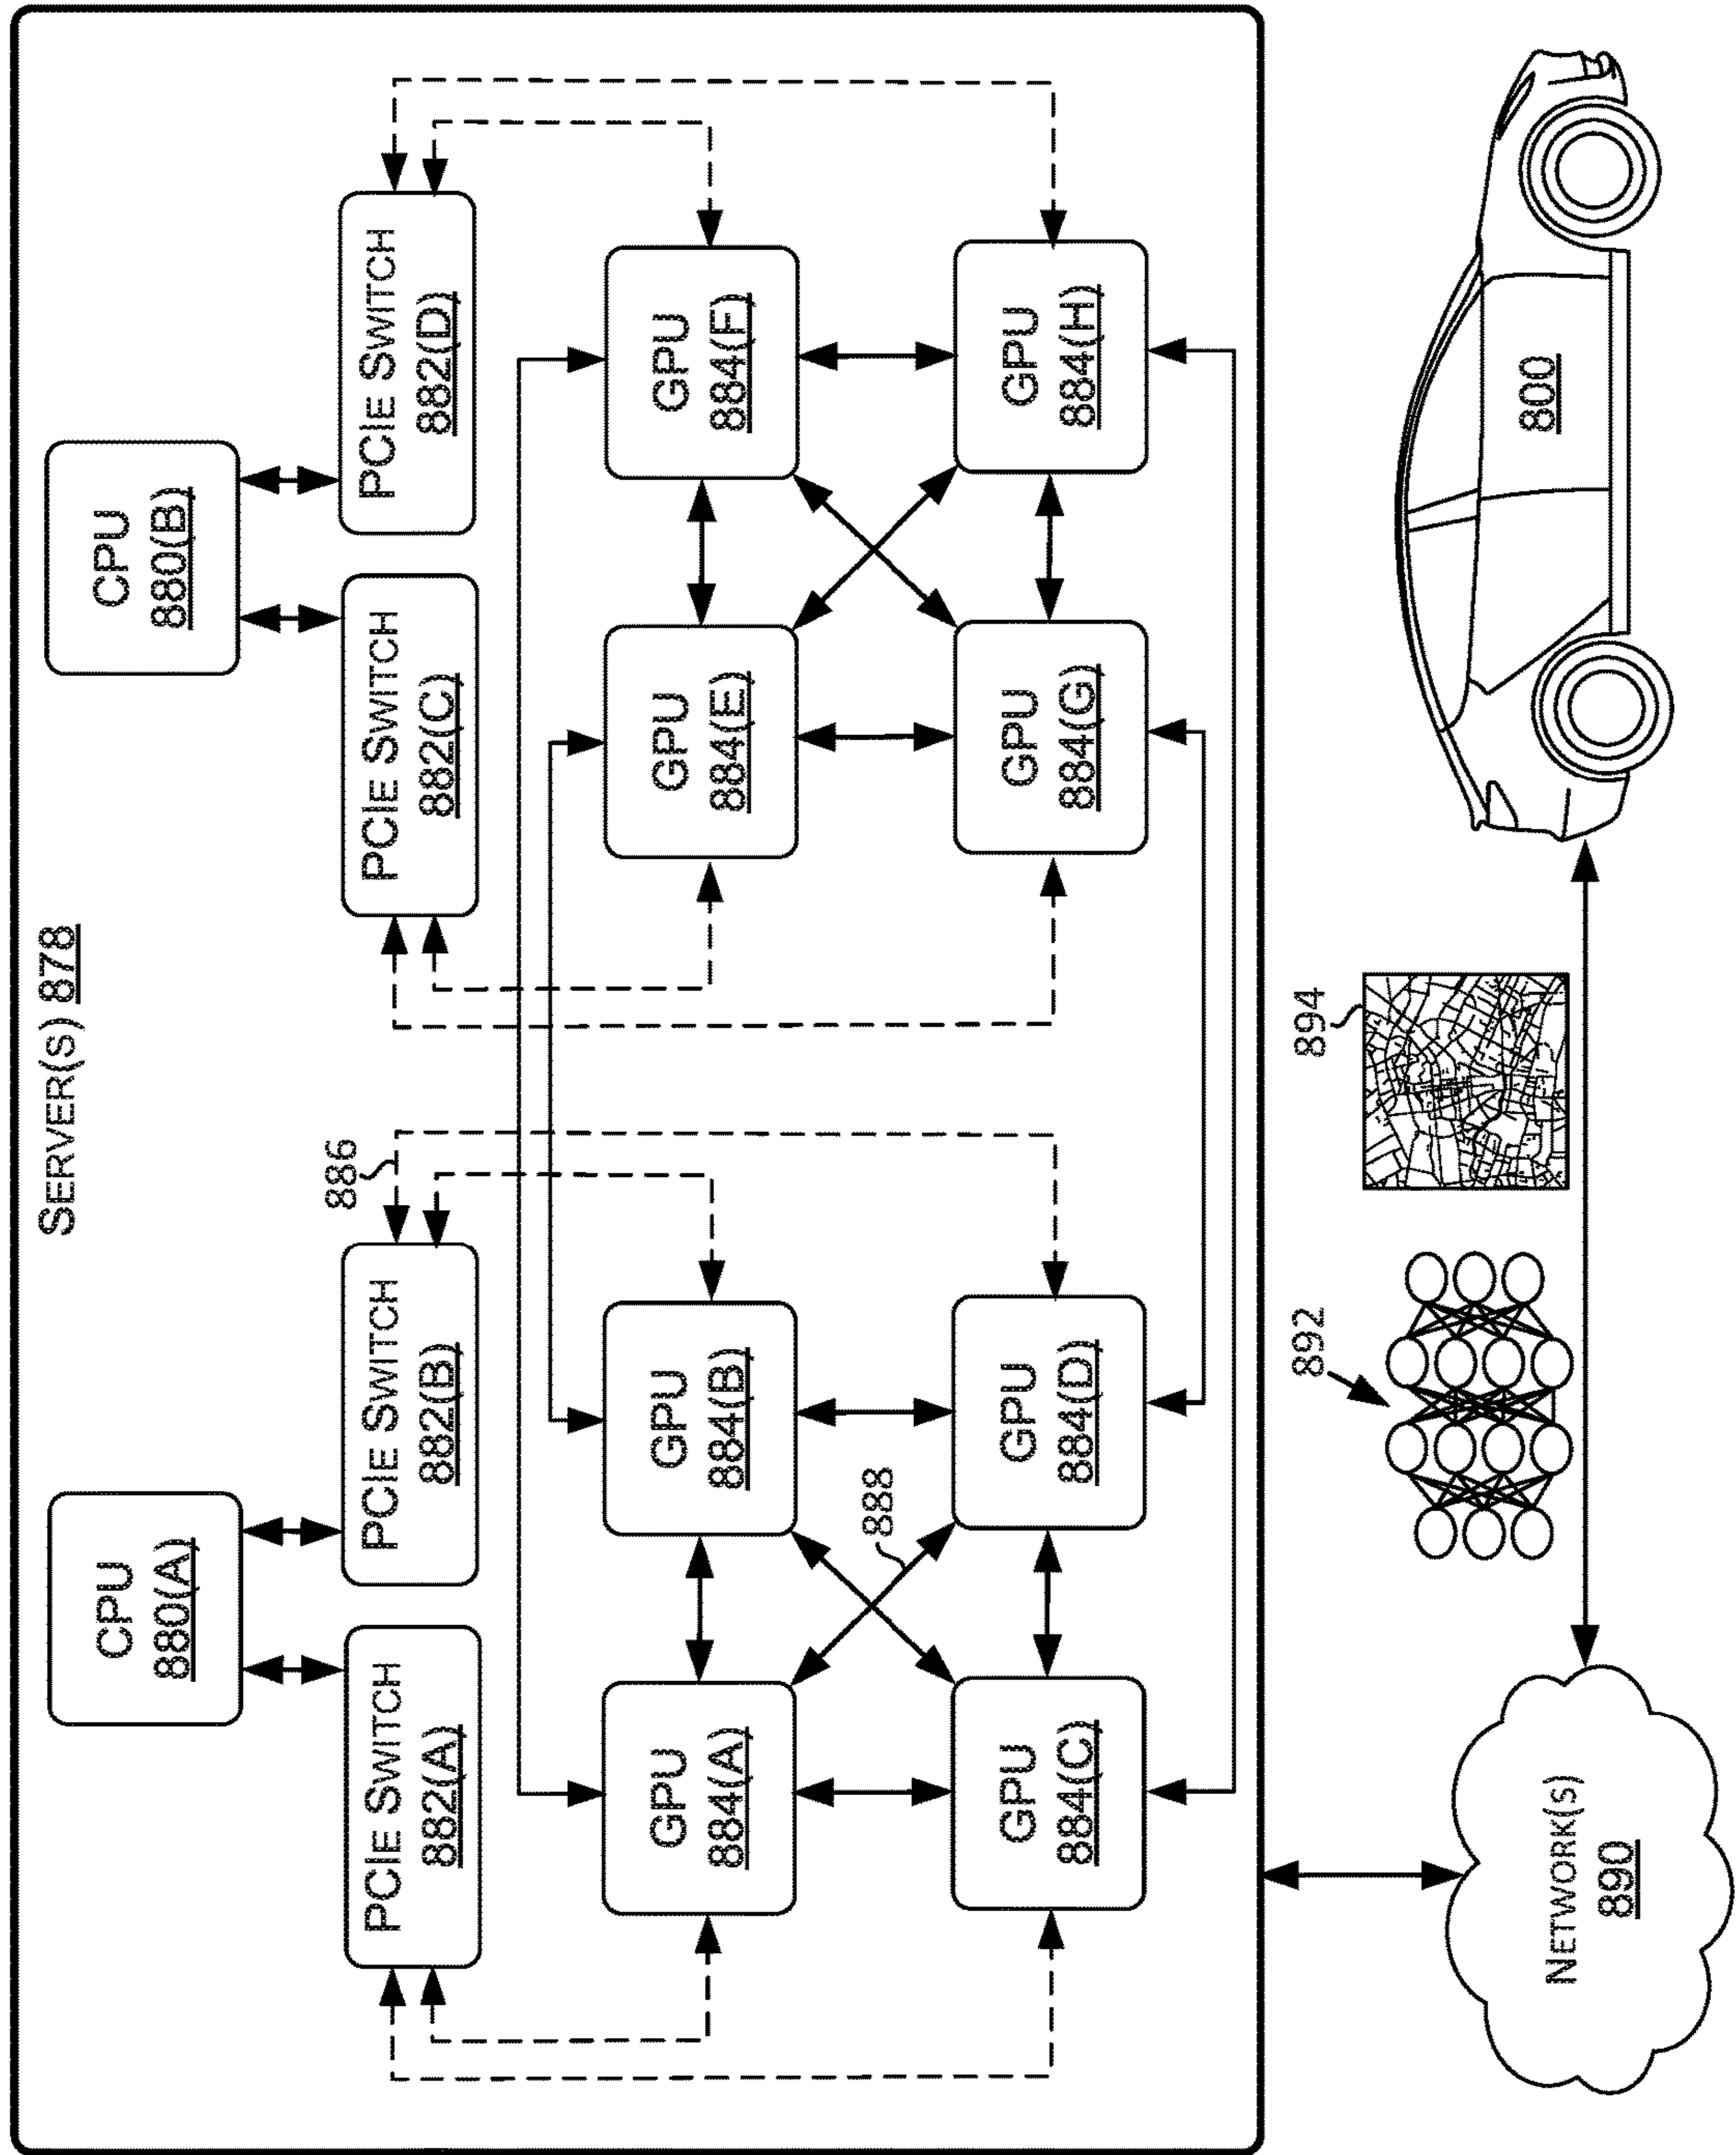 SERVER(S) 878
CPU
880(A)
CPU
880(B)
PCIE SWITCH
882(A)
PCIE SWITCH
882(B)
886
PCIE SWITCH
882(C)
PCIE SWITCH
882(D)
GPU
884(A)
GPU
884(B)
GPU
884(E)
GPU
884(F)
888
GPU
884(C)
GPU
884(D)
GPU
884(G)
GPU
884(H)
NETWORK(S)
890
892
894
800